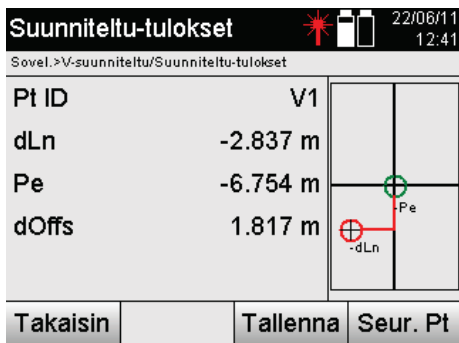 Suunniteltu-tulokset 22/06/11
12:41
Sovel.>V-suunniteltu/Suunniteltu-tulokset
Pt ID V1
dLn -2.837 m
Pe -6.754 m
dOffs 1.817 m
-Pe
-dLn
Takaisin Tallenna Seur. Pt